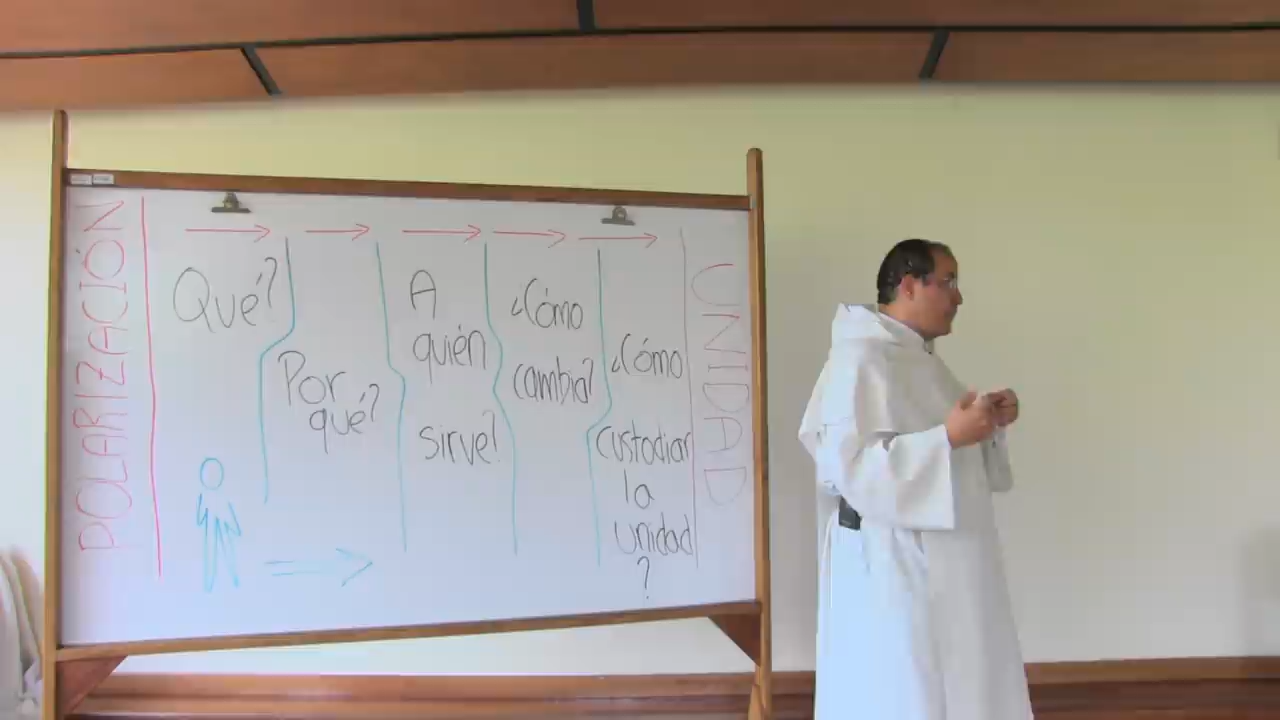 POLARIZACIÓN
Qué?
Por
qué?
A
quién
sirve?
¿Cómo
cambia?
¿Cómo
custodiar
la
unidad
?
UNIDAD